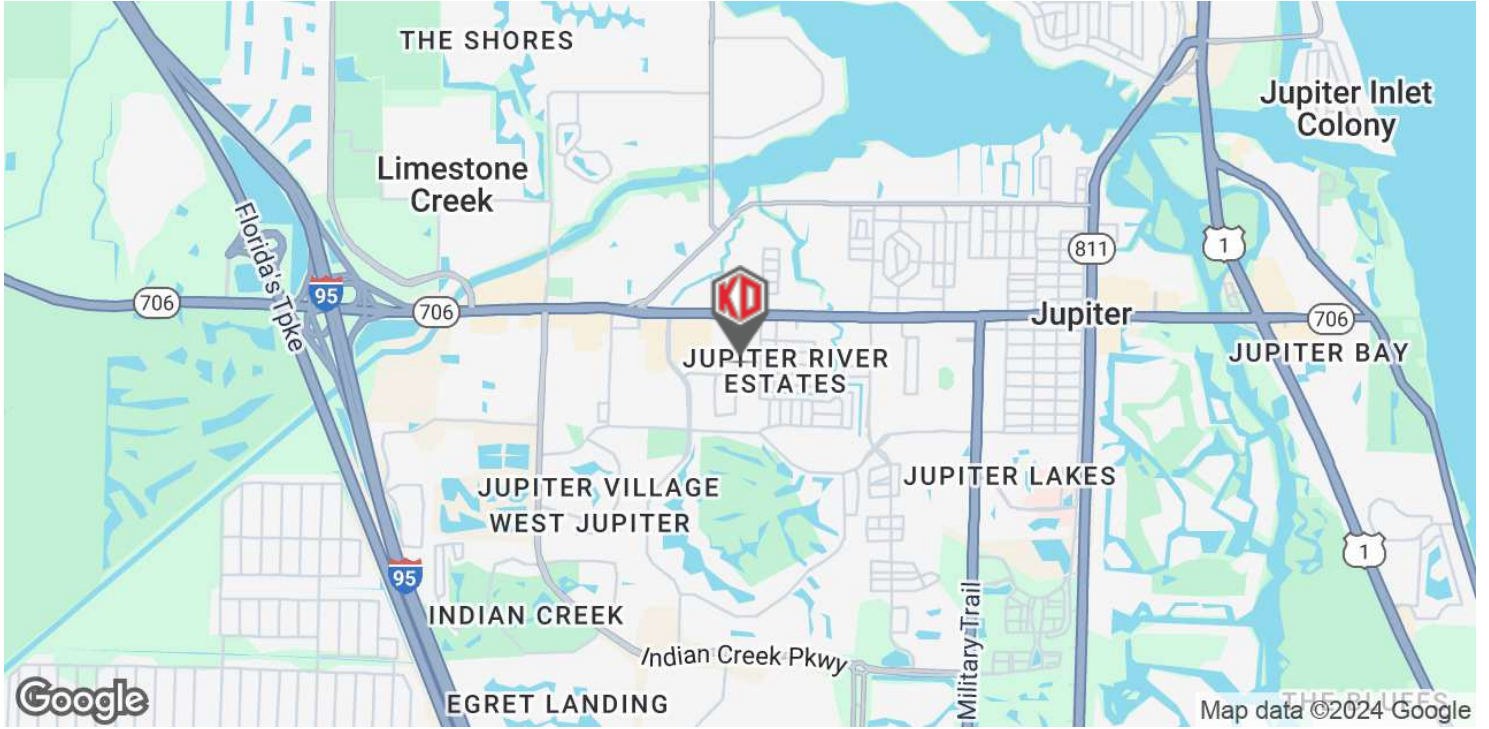 THE SHORES
Jupiter Inlet
Colony
Limestone
Creek
Florida's Tpke
811
1
95
706
706
KD
Jupiter
706
JUPITER RIVER
ESTATES
JUPITER BAY
JUPITER LAKES
JUPITER VILLAGE
WEST JUPITER
1
95
INDIAN CREEK
Military Trail
Indian Creek Pkwy
Google
EGRET LANDING
THE BLUFFS
Map data ©2024 Google